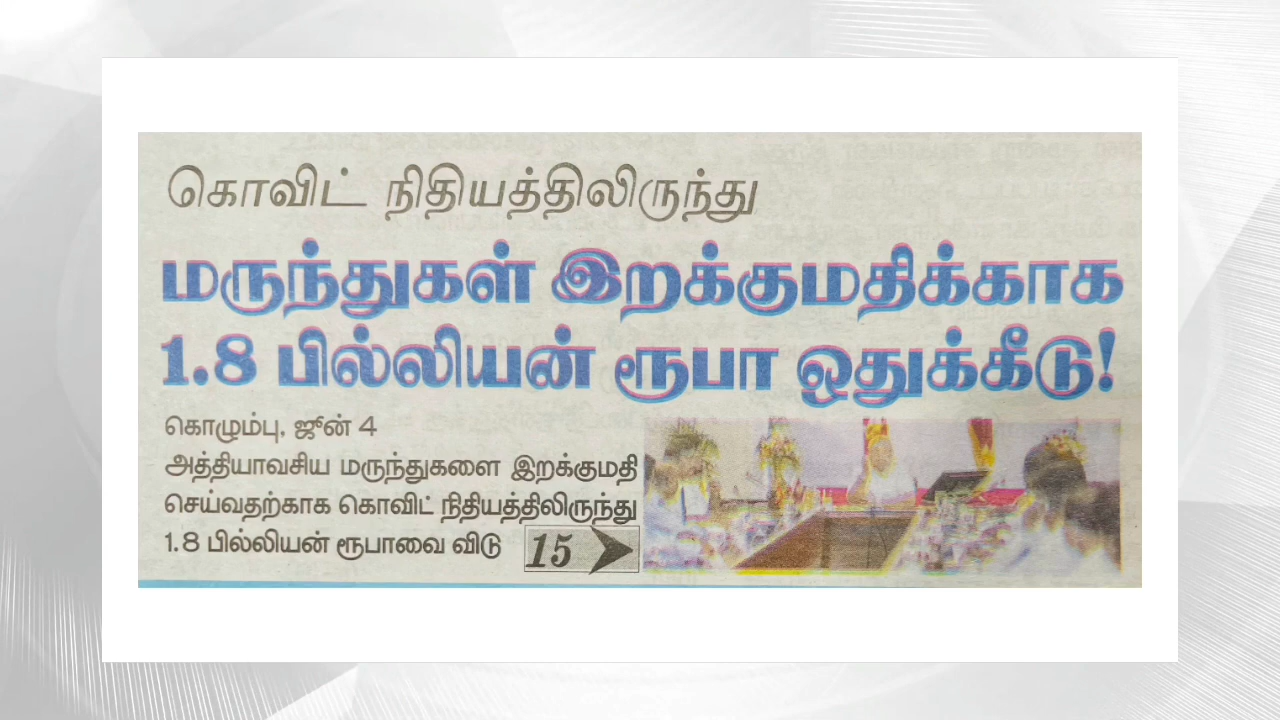 கொவிட் நிதியத்திலிருந்து
மருந்துகள் இறக்குமதிக்காக
1.8 பில்லியன் ரூபா ஒதுக்கீடு!
கொழும்பு, ஜூன் 4
அத்தியாவசிய மருந்துகளை இறக்குமதி
செய்வதற்காக கொவிட் நிதியத்திலிருந்து
1.8 பில்லியன் ரூபாவை விடு 15